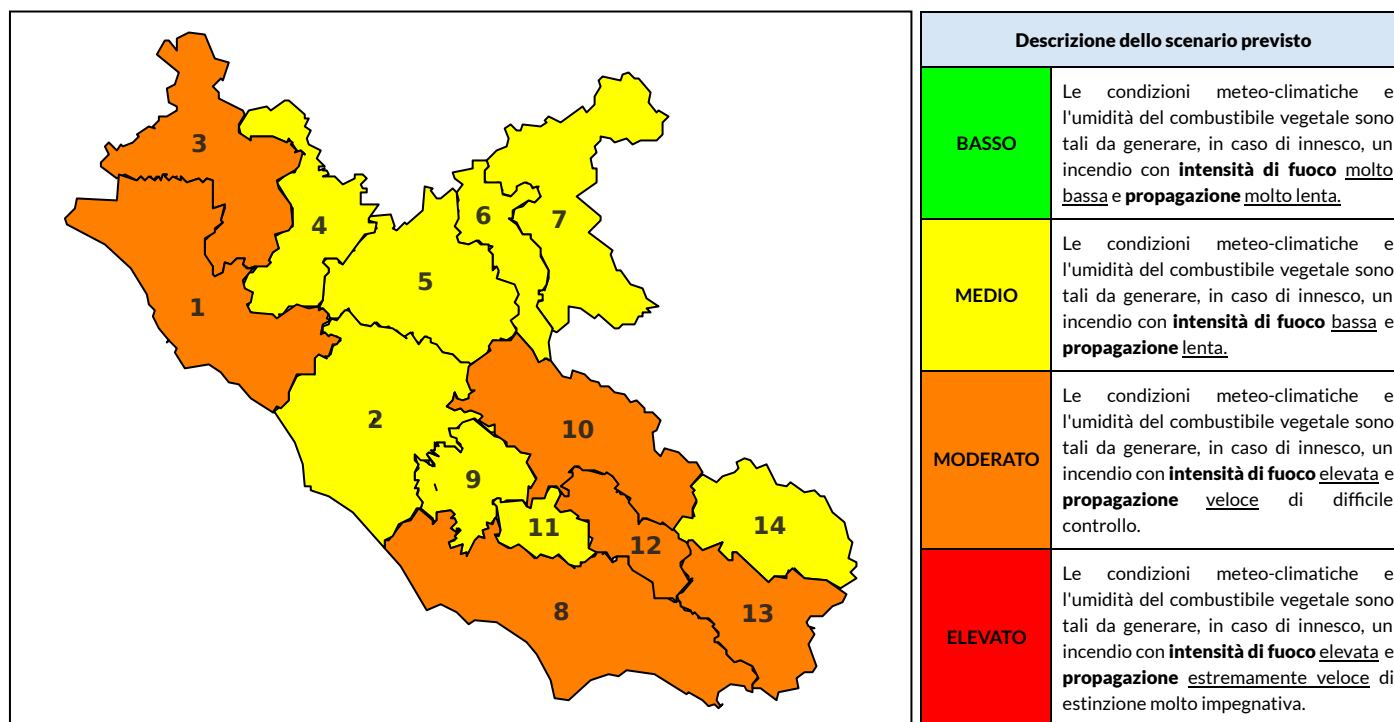 3
4
6
7
5
1
2
10
9
11
14
12
8
13
Descrizione dello scenario previsto
BASSO
Le condizioni meteo-climatiche e
l'umidità del combustibile vegetale sono
tali da generare, in caso di innesco, un
incendio con intensità di fuoco molto
bassa e propagazione molto lenta.
MEDIO
Le condizioni meteo-climatiche e
l'umidità del combustibile vegetale sono
tali da generare, in caso di innesco, un
incendio con intensità di fuoco bassa e
propagazione lenta.
MODERATO
Le condizioni meteo-climatiche e
l'umidità del combustibile vegetale sono
tali da generare, in caso di innesco, un
incendio con intensità di fuoco elevata e
propagazione veloce di difficile
controllo.
ELEVATO
Le condizioni meteo-climatiche e
l'umidità del combustibile vegetale sono
tali da generare, in caso di innesco, un
incendio con intensità di fuoco elevata e
propagazione estremamente veloce di
estinzione molto impegnativa.